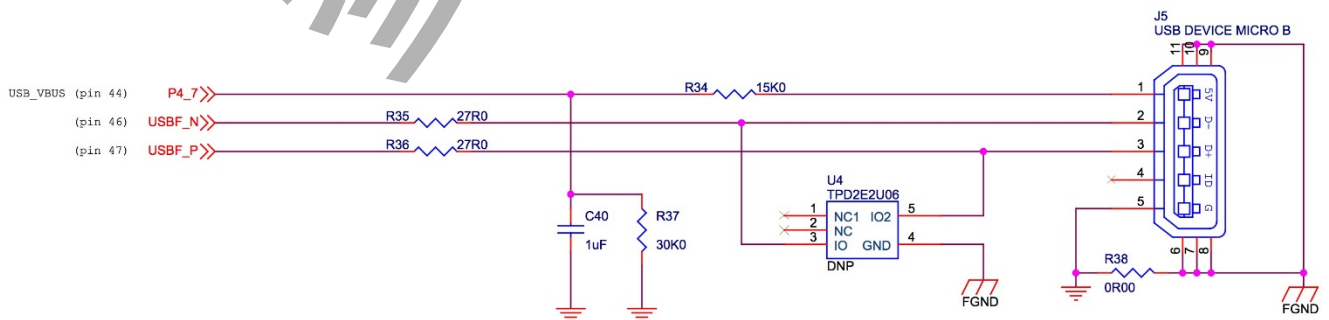 J5
USB DEVICE MICRO B
11
10
9
USB_VBUS (pin 44) P4_7 R34 15K0 1 5V
(pin 46) USBF_N R35 27R0 2 D-
(pin 47) USBF_P R36 27R0 3 D+
4 ID
5 G
U4
TPD2E2U06
1 NC1 IO2 5
2 NC
3 IO GND 4
DNP
C40 R37
1uF 30K0
6
7
8
R38
0R00
FGND
FGND